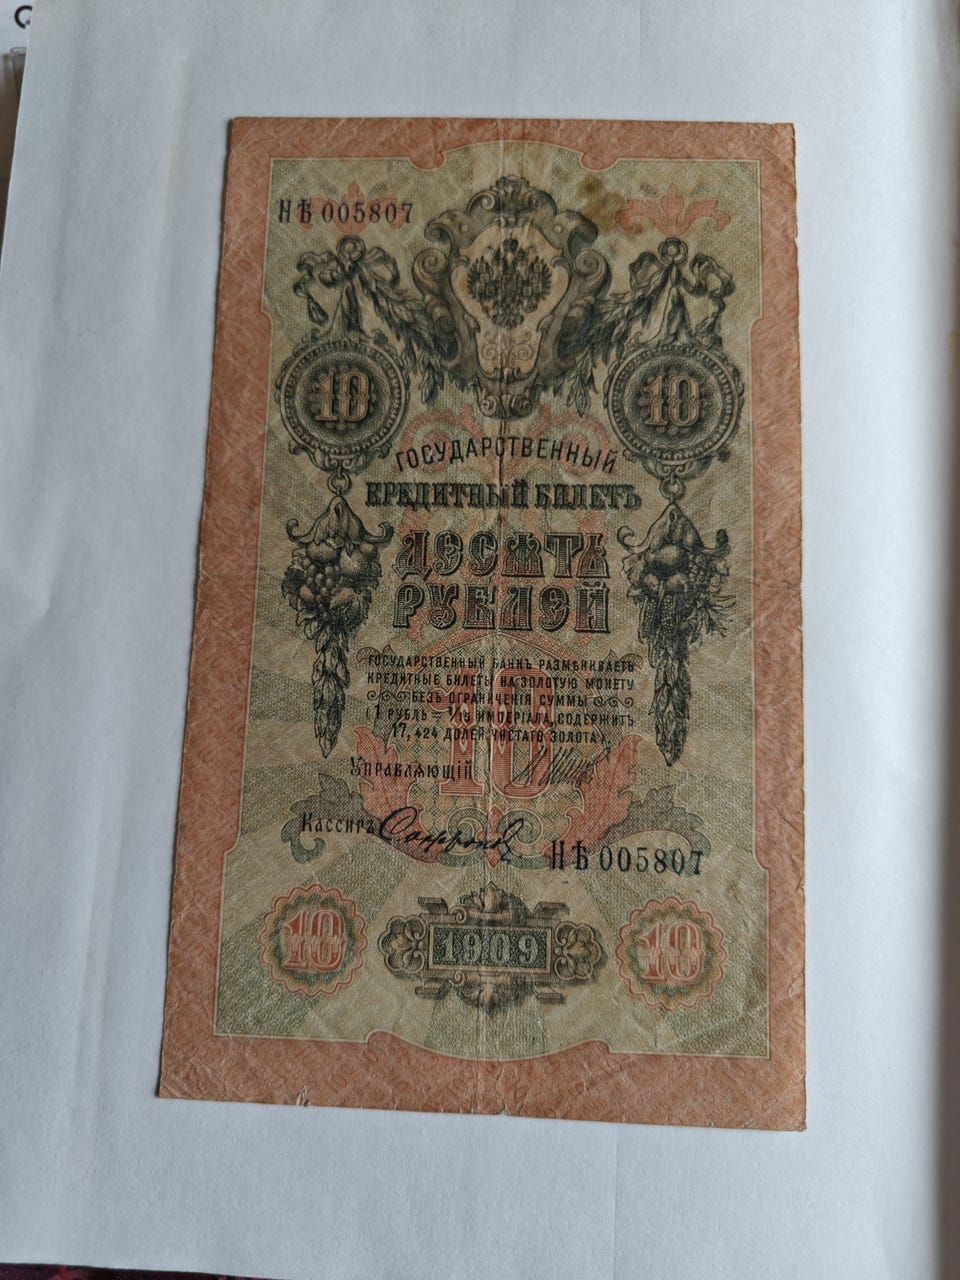 НѢ 005807
10 10
ГОСУДАРСТВЕННЫЙ
КРЕДИТНЫЙ БИЛЕТЪ
ДЕСЯТЬ
РУБЛЕЙ
ГОСУДАРСТВЕННЫЙ БАНКЪ РАЗМѢНИВАЕТЪ
КРЕДИТНЫЕ БИЛЕТЫ НА ЗОЛОТУЮ МОНЕТУ
БЕЗЪ ОГРАНИЧЕНІЯ СУММЫ
(1 РУБЛЬ = 1/15 ИМПЕРІАЛА, СОДЕРЖИТЪ
17,424 ДОЛЕЙ ЧИСТАГО ЗОЛОТА).
10
УПРАВЛЯЮЩІЙ
Кассиръ Софроновъ
НѢ 005807
10 1909 10